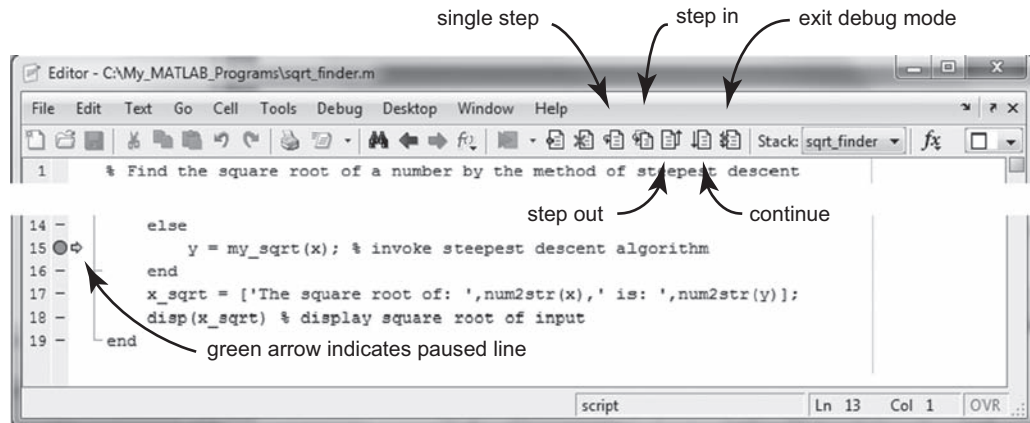 single step
step in
exit debug mode
Editor - C:\My_MATLAB_Programs\sqrt_finder.m
File Edit Text Go Cell Tools Debug Desktop Window Help
Stack: sqrt_finder fx
1 % Find the square root of a number by the method of steepest descent
step out
continue
14 - else
15 y = my_sqrt(x); % invoke steepest descent algorithm
16 - end
17 - x_sqrt = ['The square root of: ',num2str(x),' is: ',num2str(y)];
18 - disp(x_sqrt) % display square root of input
19 - end
green arrow indicates paused line
script Ln 13 Col 1 OVR